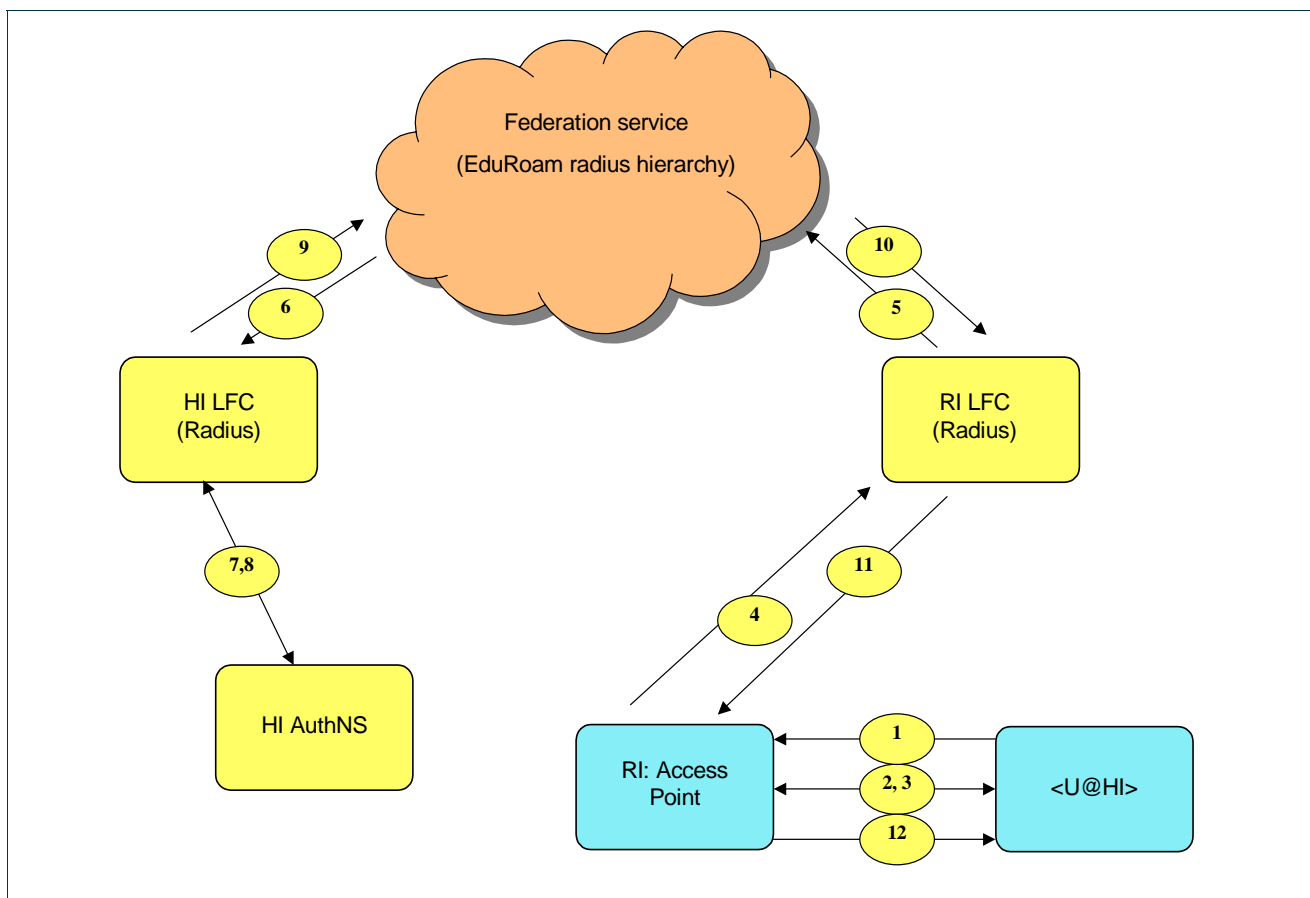 Federation service
(EduRoam radius hierarchy)
9
10
6
5
HI LFC
(Radius)
RI LFC
(Radius)
7,8
11
4
HI AuthNS
RI: Access
Point
1
2, 3
12
<U@HI>